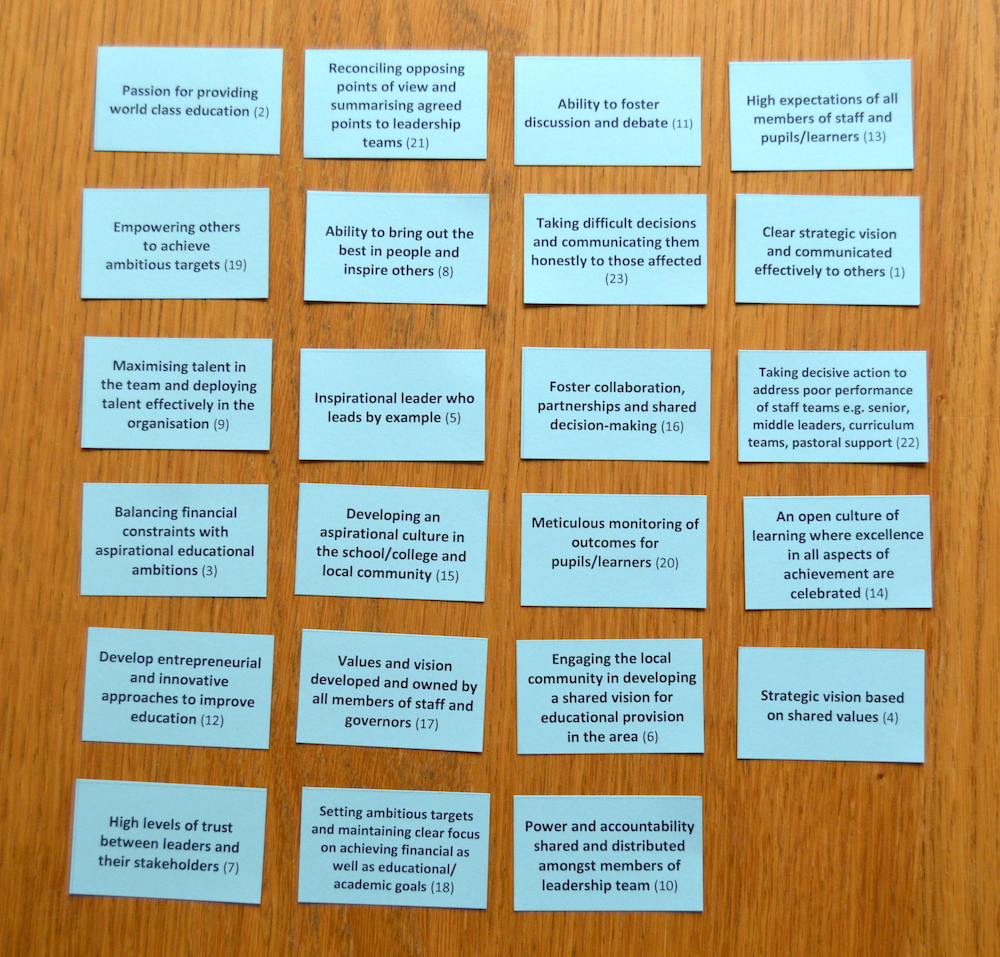 Passion for providing
world class education (2)
Reconciling opposing
points of view and
summarising agreed
points to leadership
teams (21)
Ability to foster
discussion and debate (11)
High expectations of all
members of staff and
pupils/learners (13)
Empowering others
to achieve
ambitious targets (19)
Ability to bring out the
best in people and
inspire others (8)
Taking difficult decisions
and communicating them
honestly to those affected
(23)
Clear strategic vision
and communicated
effectively to others (1)
Maximising talent in
the team and deploying
talent effectively in the
organisation (9)
Inspirational leader who
leads by example (5)
Foster collaboration,
partnerships and shared
decision-making (16)
Taking decisive action to
address poor performance
of staff teams e.g. senior,
middle leaders, curriculum
teams, pastoral support (22)
Balancing financial
constraints with
aspirational educational
ambitions (3)
Developing an
aspirational culture in
the school/college and
local community (15)
Meticulous monitoring of
outcomes for
pupils/learners (20)
An open culture of
learning where excellence
in all aspects of
achievement are
celebrated (14)
Develop entrepreneurial
and innovative
approaches to improve
education (12)
Values and vision
developed and owned by
all members of staff and
governors (17)
Engaging the local
community in developing
a shared vision for
educational provision
in the area (6)
Strategic vision based
on shared values (4)
High levels of trust
between leaders and
their stakeholders (7)
Setting ambitious targets
and maintaining clear focus
on achieving financial as
well as educational/
academic goals (18)
Power and accountability
shared and distributed
amongst members of
leadership team (10)